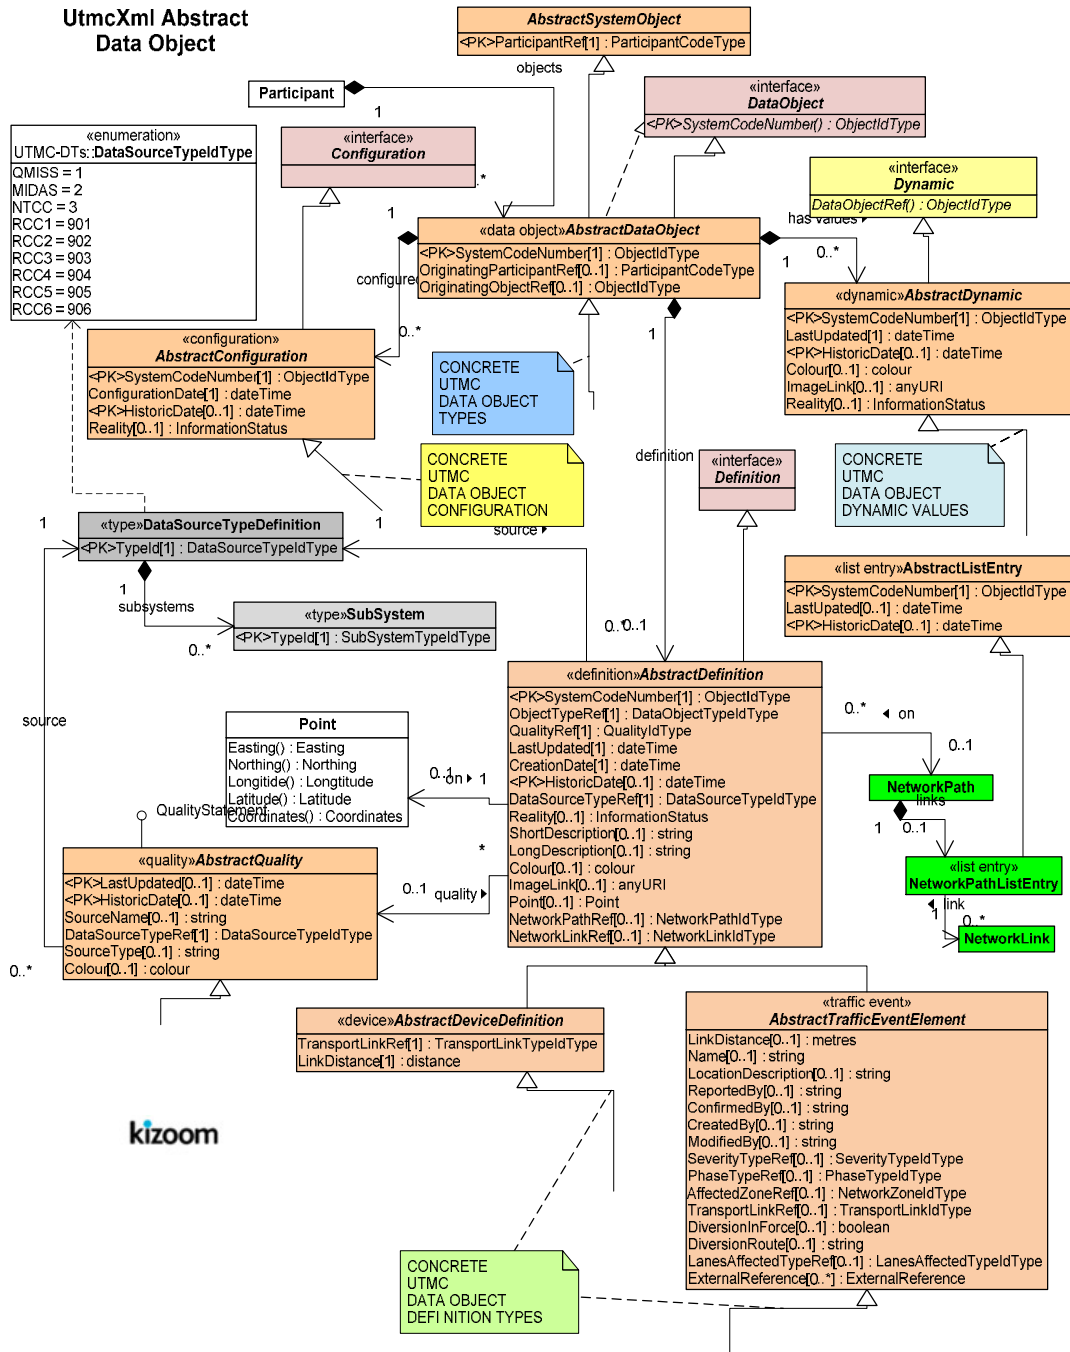 UtmcXml Abstract
Data Object
AbstractSystemObject
<PK>ParticipantRef[1] : ParticipantCodeType
objects
Participant
1
«interface»
DataObject
<PK>SystemCodeNumber() : ObjectIdType
«enumeration»
UTMC-DTs::DataSourceTypeIdType
QMISS = 1
MIDAS = 2
NTCC = 3
RCC1 = 901
RCC2 = 902
RCC3 = 903
RCC4 = 904
RCC5 = 905
RCC6 = 906
«interface»
Configuration
.*
«interface»
Dynamic
DataObjectRef() : ObjectIdType
has values
1
0..*
1
«data object»AbstractDataObject
<PK>SystemCodeNumber[1] : ObjectIdType
OriginatingParticipantRef[0..1] : ParticipantCodeType
OriginatingObjectRef[0..1] : ObjectIdType
configured
0..*
1
«dynamic»AbstractDynamic
<PK>SystemCodeNumber[1] : ObjectIdType
LastUpdated[1] : dateTime
<PK>HistoricDate[0..1] : dateTime
Colour[0..1] : colour
ImageLink[0..1] : anyURI
Reality[0..1] : InformationStatus
«configuration»
AbstractConfiguration
<PK>SystemCodeNumber[1] : ObjectIdType
ConfigurationDate[1] : dateTime
<PK>HistoricDate[0..1] : dateTime
Reality[0..1] : InformationStatus
CONCRETE
UTMC
DATA OBJECT
TYPES
CONCRETE
UTMC
DATA OBJECT
CONFIGURATION
definition
«interface»
Definition
CONCRETE
UTMC
DATA OBJECT
DYNAMIC VALUES
1
1
source
1
«type»DataSourceTypeDefinition
<PK>TypeId[1] : DataSourceTypeIdType
1
subsystems
0..*
«type»SubSystem
<PK>TypeId[1] : SubSystemTypeIdType
0..*
0..1
«list entry»AbstractListEntry
<PK>SystemCodeNumber[1] : ObjectIdType
LastUpated[0..1] : dateTime
<PK>HistoricDate[0..1] : dateTime
«definition»AbstractDefinition
<PK>SystemCodeNumber[1] : ObjectIdType
ObjectTypeRef[1] : DataObjectTypeIdType
QualityRef[1] : QualityIdType
LastUpdated[1] : dateTime
CreationDate[1] : dateTime
<PK>HistoricDate[0..1] : dateTime
DataSourceTypeRef[1] : DataSourceTypeIdType
Reality[0..1] : InformationStatus
ShortDescription[0..1] : string
LongDescription[0..1] : string
Colour[0..1] : colour
ImageLink[0..1] : anyURI
Point[0..1] : Point
NetworkPathRef[0..1] : NetworkPathIdType
NetworkLinkRef[0..1] : NetworkLinkIdType
source
Point
Easting() : Easting
Northing() : Northing
Longitide() : Longtitude
Latitude() : Latitude
Coordinates() : Coordinates
0..1
on
1
0..*
on
0..1
NetworkPath
links
1
0..1
«list entry»
NetworkPathListEntry
link
1
0..*
NetworkLink
QualityStatement
«quality»AbstractQuality
<PK>LastUpdated[0..1] : dateTime
<PK>HistoricDate[0..1] : dateTime
SourceName[0..1] : string
DataSourceTypeRef[1] : DataSourceTypeIdType
SourceType[0..1] : string
Colour[0..1] : colour
*
0..1
quality
0..*
«device»AbstractDeviceDefinition
TransportLinkRef[1] : TransportLinkTypeIdType
LinkDistance[1] : distance
«traffic event»
AbstractTrafficEventElement
LinkDistance[0..1] : metres
Name[0..1] : string
LocationDescription[0..1] : string
ReportedBy[0..1] : string
ConfirmedBy[0..1] : string
CreatedBy[0..1] : string
ModifiedBy[0..1] : string
SeverityTypeRef[0..1] : SeverityTypeIdType
PhaseTypeRef[0..1] : PhaseTypeIdType
AffectedZoneRef[0..1] : NetworkZoneIdType
TransportLinkRef[0..1] : TransportLinkIdType
DiversionInForce[0..1] : boolean
DiversionRoute[0..1] : string
LanesAffectedTypeRef[0..1] : LanesAffectedTypeIdType
ExternalReference[0..*] : ExternalReference
kizoom
CONCRETE
UTMC
DATA OBJECT
DEFI NITION TYPES